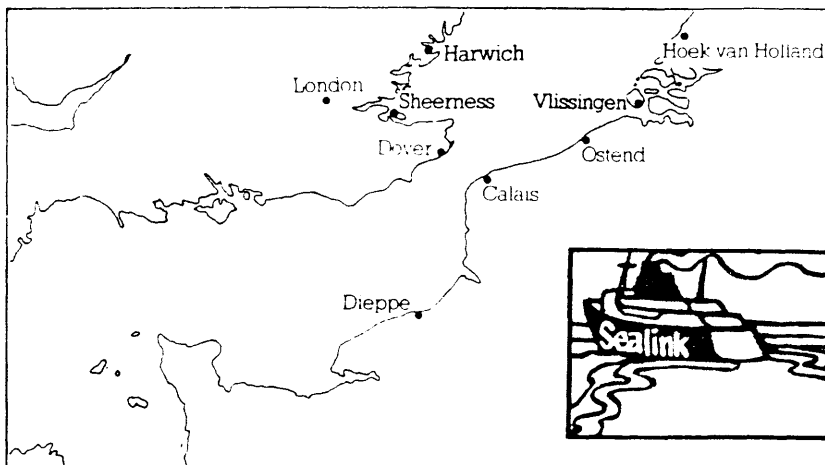 Hoek van Holland
Harwich
London
Sheerness
Vlissingen
Dover
Ostend
Calais
Dieppe
Sealink